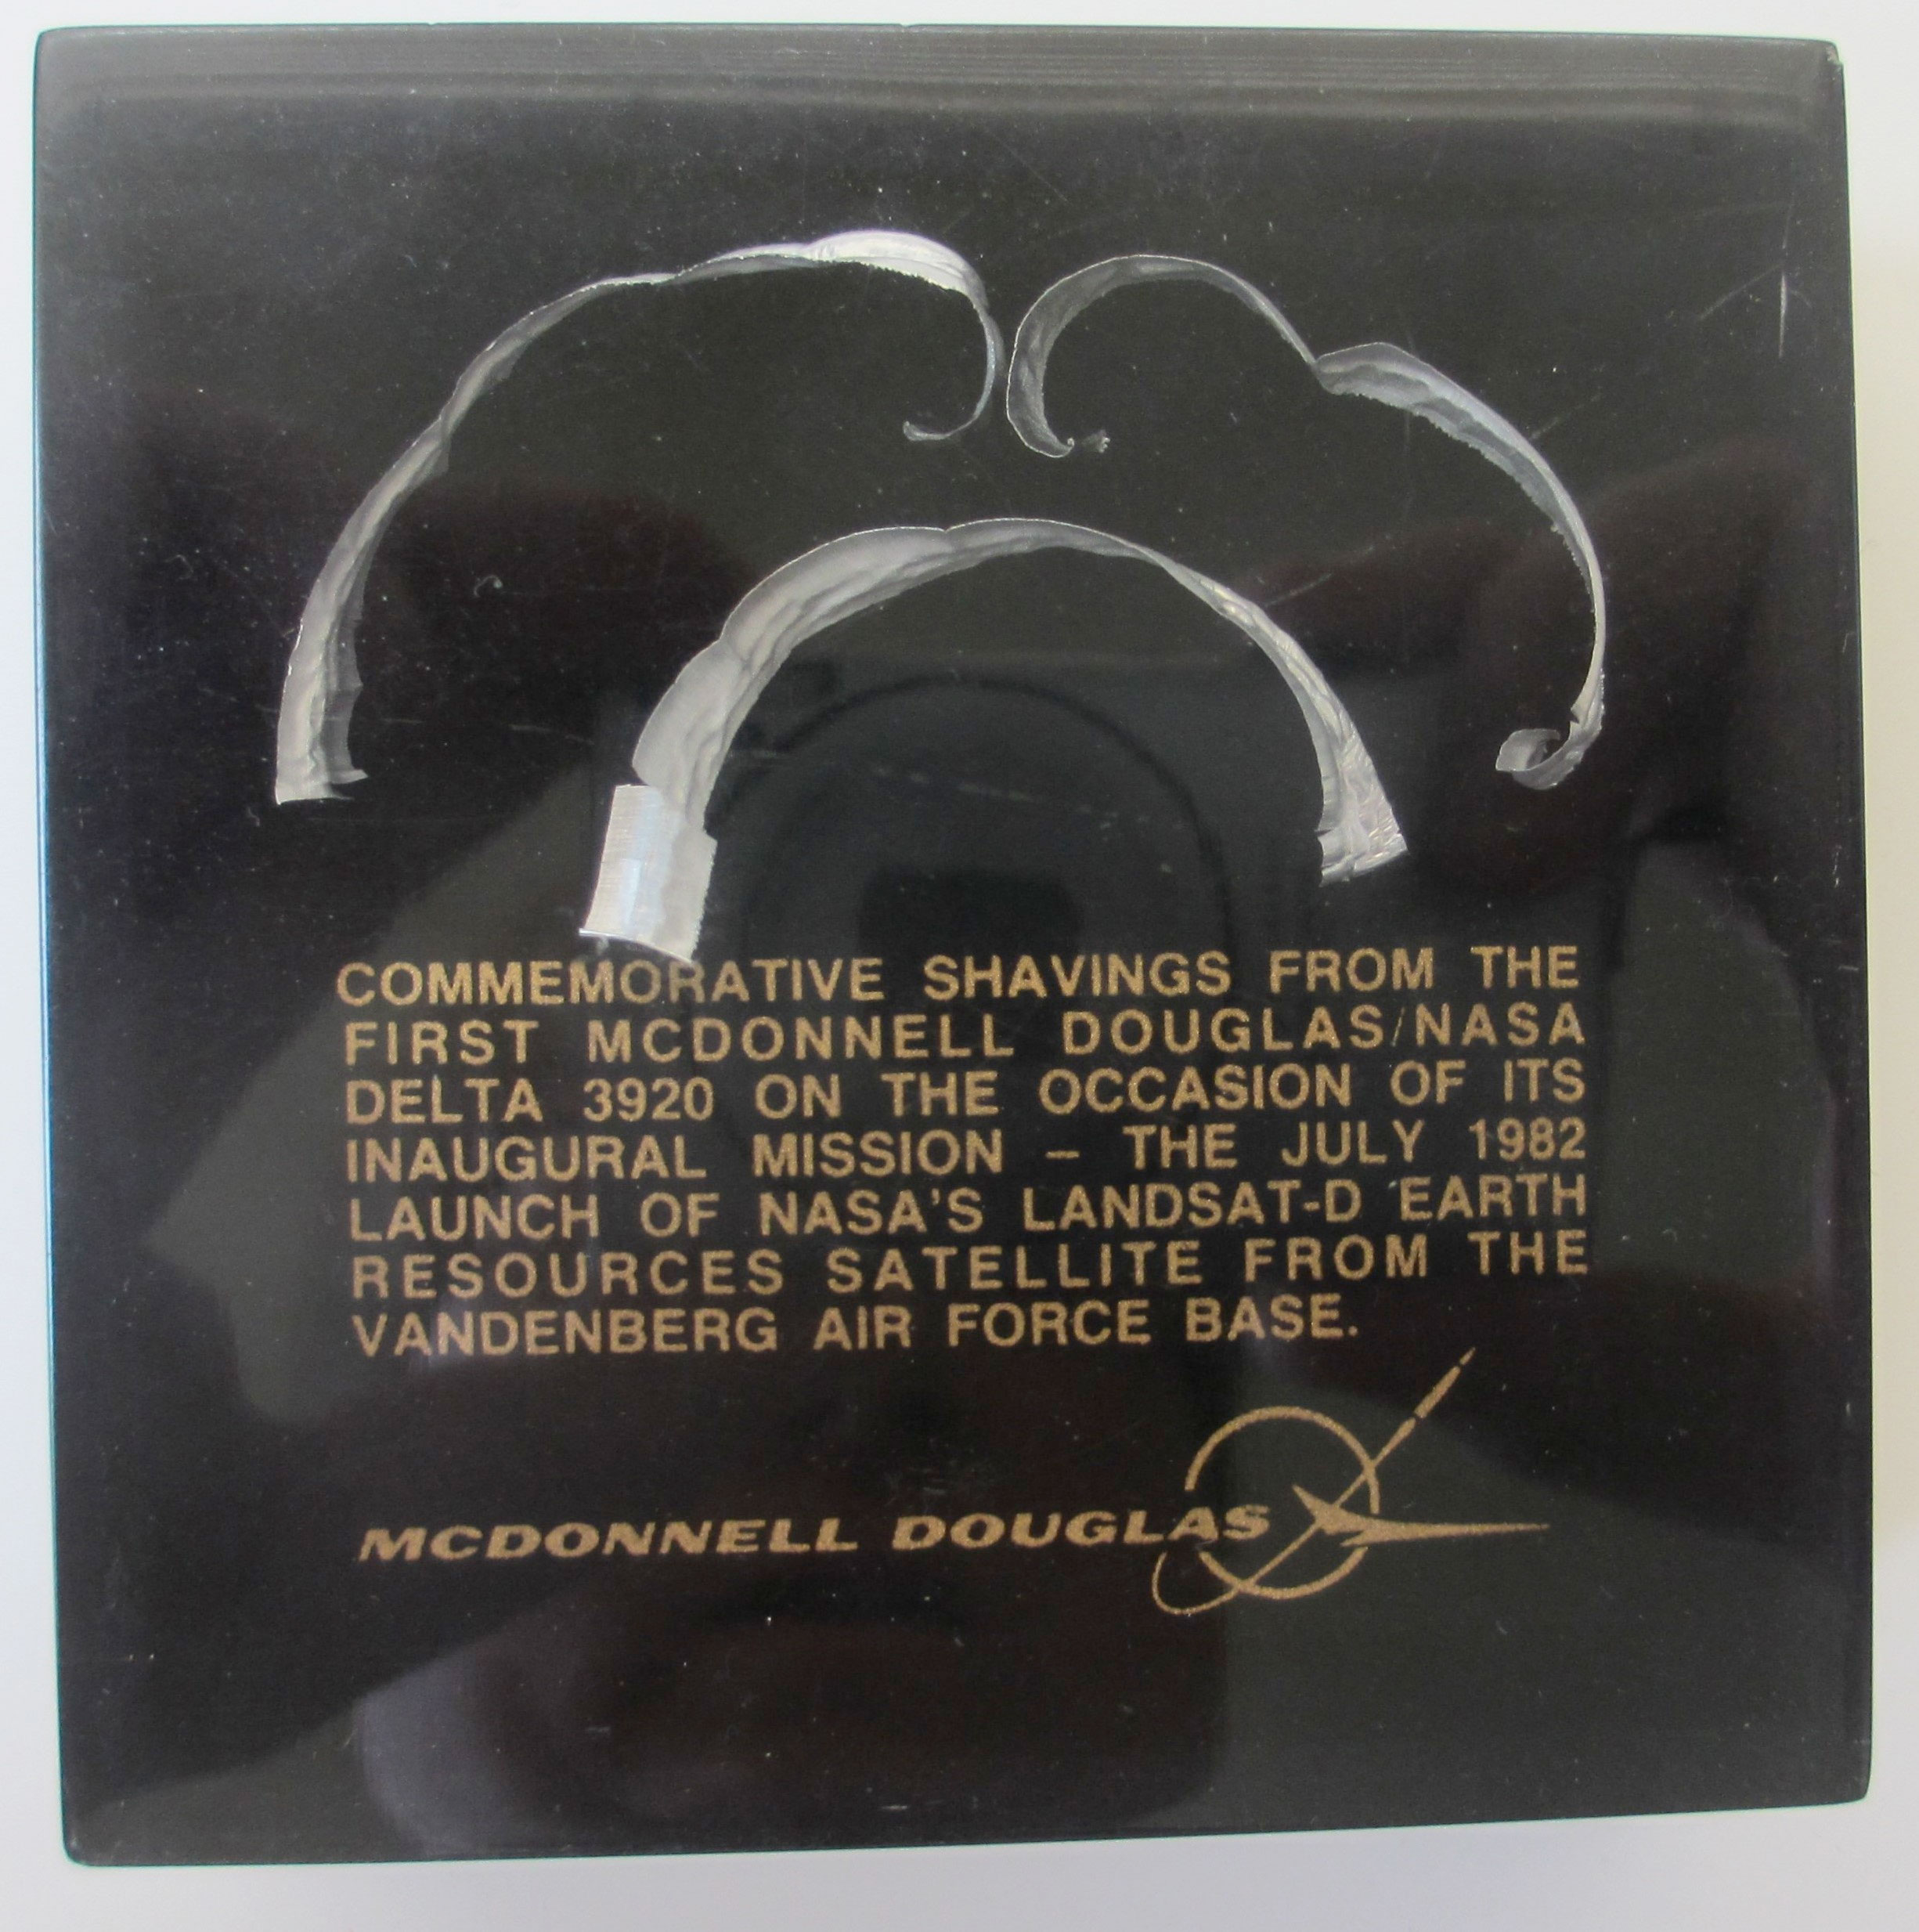 COMMEMORATIVE SHAVINGS FROM THE
FIRST MCDONNELL DOUGLAS/NASA
DELTA 3920 ON THE OCCASION OF ITS
INAUGURAL MISSION – THE JULY 1982
LAUNCH OF NASA'S LANDSAT-D EARTH
RESOURCES SATELLITE FROM THE
VANDENBERG AIR FORCE BASE.
MCDONNELL DOUGLAS